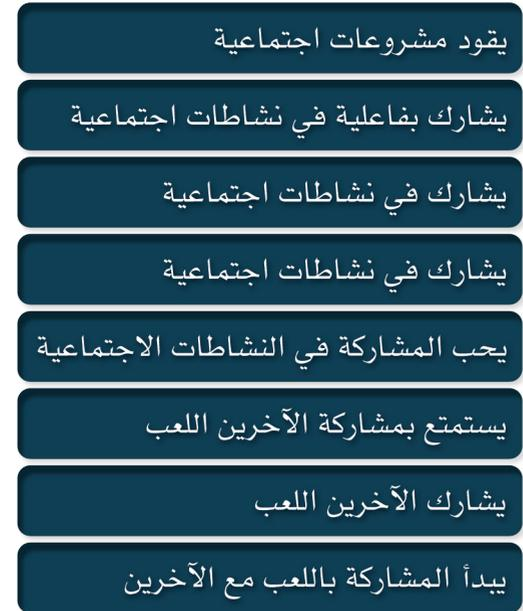 يقود مشروعات اجتماعية
يشارك بفاعلية في نشاطات اجتماعية
يشارك في نشاطات اجتماعية
يشارك في نشاطات اجتماعية
يحب المشاركة في النشاطات الاجتماعية
يستمتع بمشاركة الآخرين اللعب
يشارك الآخرين اللعب
يبدأ المشاركة باللعب مع الآخرين